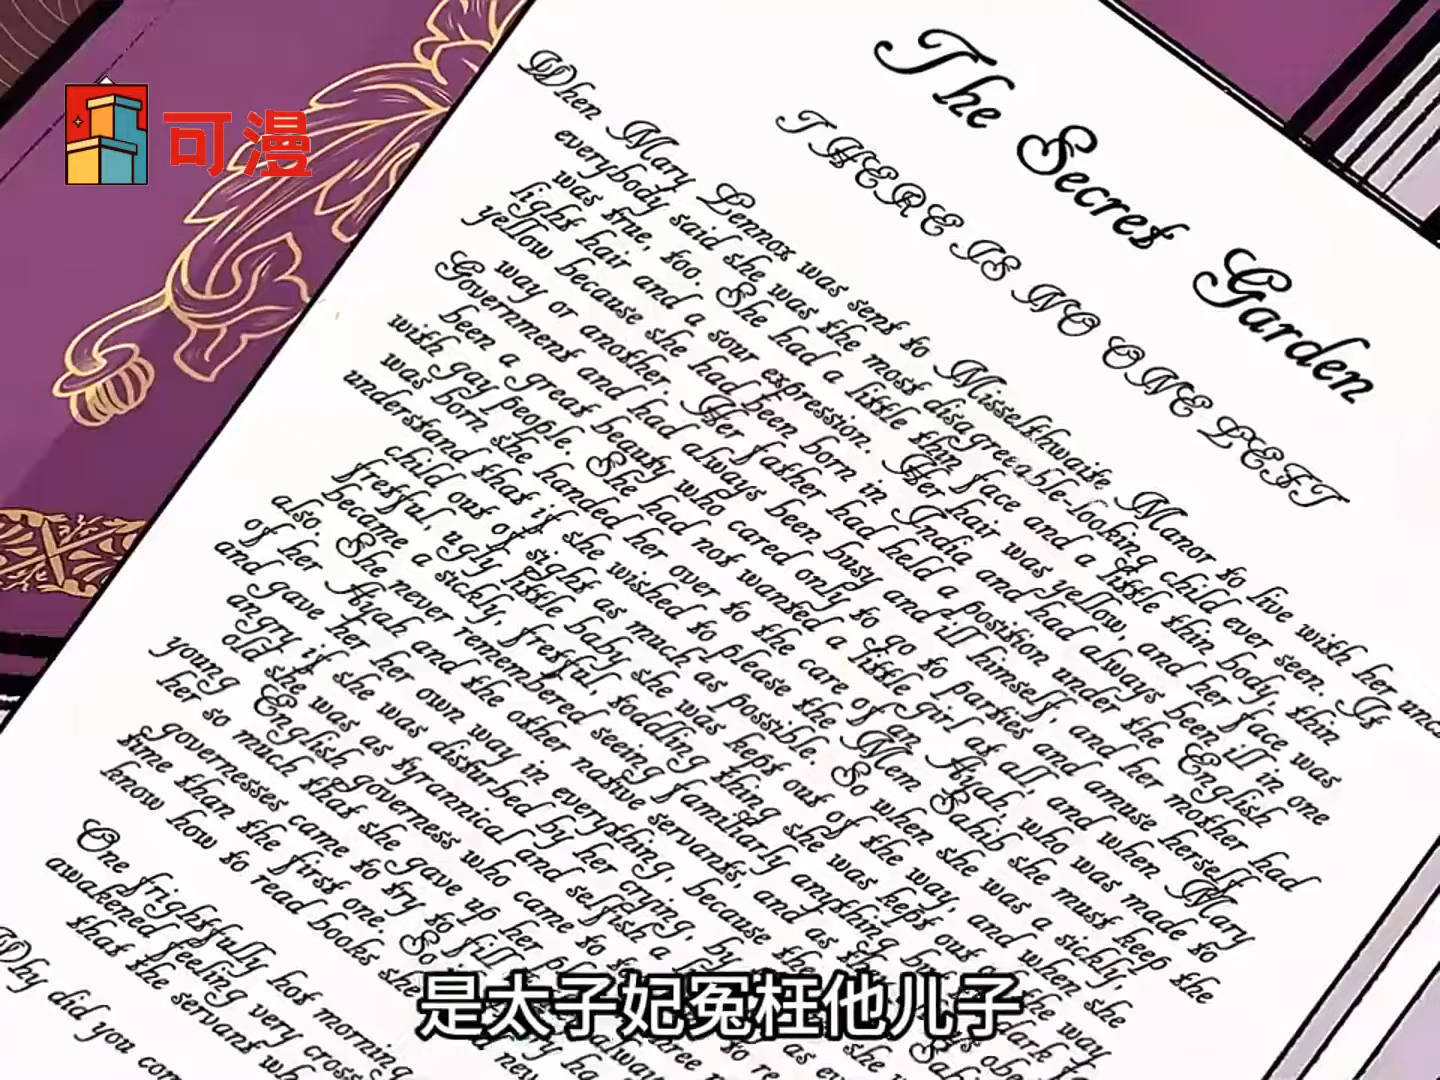 可漫
The Secret Garden
THERE IS NO ONE LEFT
When Mary Lennox was sent to Misselthwaite Manor to live with her
everybody said she was the most disagreeable-looking child ever seen. It
was true, too. She had a little thin face and a little thin body, thin
light hair and a sour expression. Her hair was yellow, and her face was
yellow because she had been born in India and had always been ill in one
way or another. Her father had held a position under the English
Government and had always been busy and ill himself, and her mother had
been a great beauty who cared only to go to parties and amuse herself
with gay people. She had not wanted a little girl at all, and when Mary
was born she handed her over to the care of an Ayah, who was made to
understand that if she wished to please the Mem Sahib she must keep the
child out of sight as much as possible. So when she was a sickly,
fretful, ugly little baby she was kept out of the way, and when she
became a sickly, fretful, toddling thing she was kept out of the way
also. She never remembered seeing familiarly anything but the dark
of her Ayah and the other native servants, and as
and gave her her own way in everything, because the
angry if she was disturbed by her crying, by
old she was as tyrannical and selfish a
young English governess who came to
her so much that she gave up her
governesses came to try to fill
time than the first one. So
know how to read books she
One frightfully hot morning
awakened feeling very cross
that the servant
Why did you
是太子妃冤枉他儿子